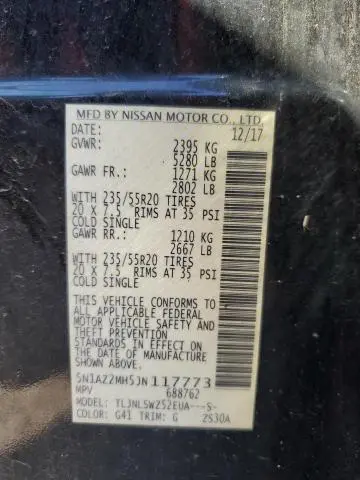 MFD BY NISSAN MOTOR CO., LTD.
DATE: 12/17
GVWR: 2395 KG
5280 LB
GAWR FR.: 1271 KG
2802 LB
WITH 235/55R20 TIRES
20 X 7.5 RIMS AT 35 PSI
COLD SINGLE
GAWR RR.: 1210 KG
2667 LB
WITH 235/55R20 TIRES
20 X 7.5 RIMS AT 35 PSI
COLD SINGLE
THIS VEHICLE CONFORMS TO
ALL APPLICABLE FEDERAL
MOTOR VEHICLE SAFETY AND
THEFT PREVENTION
STANDARDS IN EFFECT ON
THE DATE OF MANUFACTURE
SHOWN ABOVE.
5N1AZ2MH5JN117773
MPV 688762
MODEL: TLJNLSWZ52EUA---S-
COLOR: G41 TRIM: G 2530A